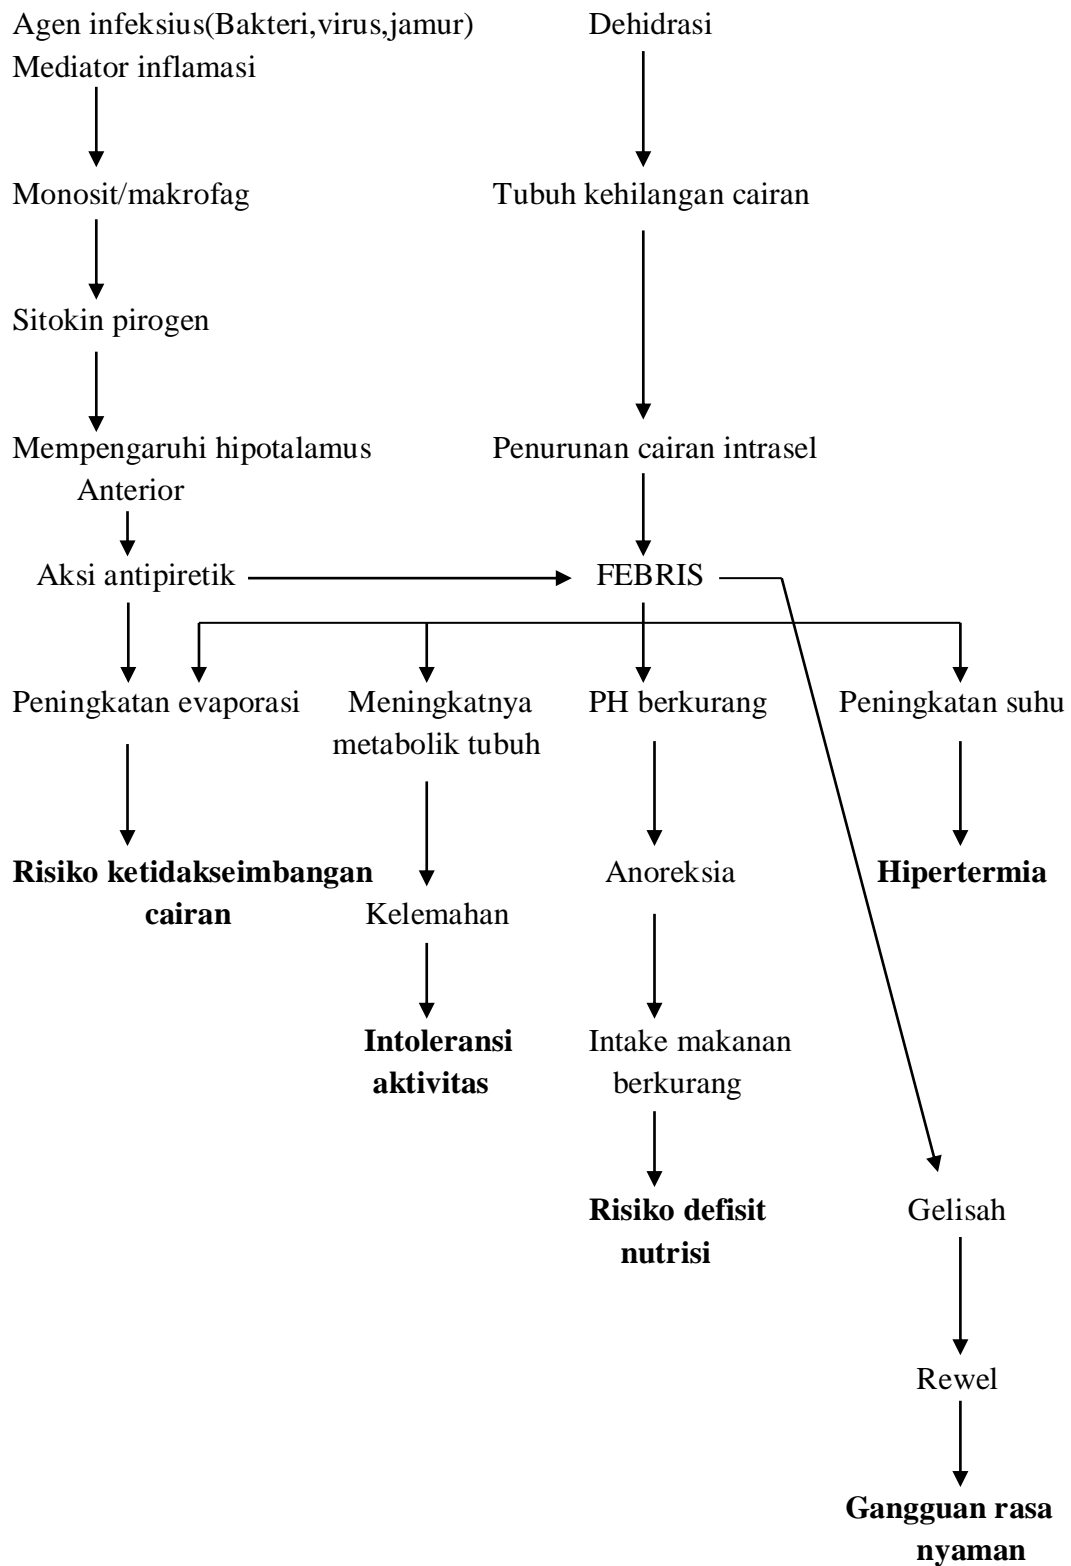 Agen infeksius(Bakteri,virus,jamur)
Dehidrasi
Mediator inflamasi
Monosit/makrofag
Tubuh kehilangan cairan
Sitokin pirogen
Mempengaruhi hipotalamus
Anterior
Penurunan cairan intrasel
Aksi antipiretik
FEBRIS
Peningkatan evaporasi
Meningkatnya
metabolik tubuh
PH berkurang
Peningkatan suhu
Risiko ketidakseimbangan
cairan
Kelemahan
Anoreksia
Hipertermia
Intoleransi
aktivitas
Intake makanan
berkurang
Risiko defisit
nutrisi
Gelisah
Rewel
Gangguan rasa
nyaman